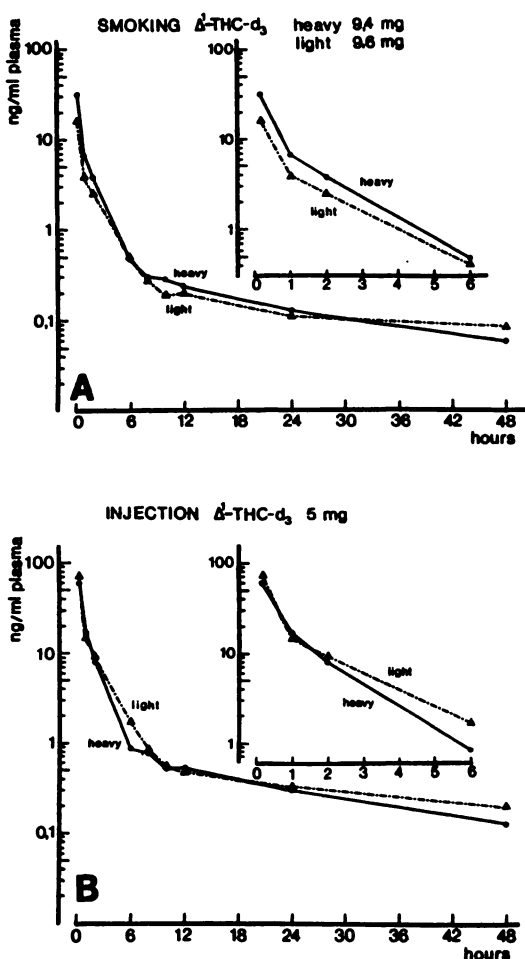 SMOKING Δ¹-THC-d₃ heavy 9,4 mg
light 9,6 mg
ng/ml plasma
100
10
1
0,1
100
10
1
heavy
light
0 1 2 3 4 5 6
heavy
light
A
0 6 12 18 24 30 36 42 48
hours
INJECTION Δ¹-THC-d₃ 5 mg
ng/ml plasma
100
10
1
0,1
100
10
1
light
heavy
0 1 2 3 4 5 6
light
heavy
B
0 6 12 18 24 30 36 42 48
hours